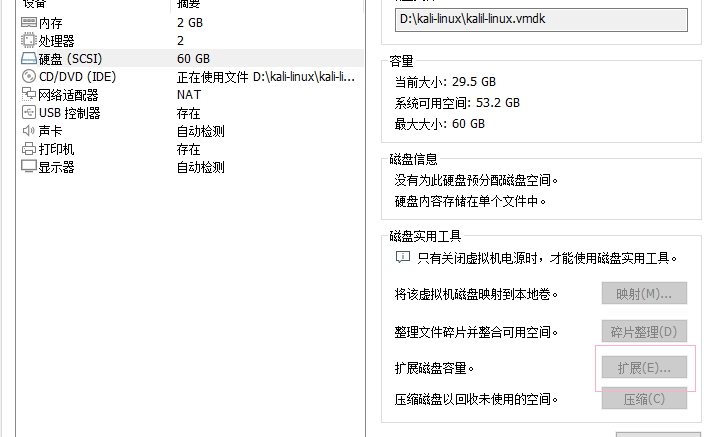 设备 摘要
内存 2 GB
处理器 2
硬盘 (SCSI) 60 GB
CD/DVD (IDE) 正在使用文件 D:\kali-linux\kali-li...
网络适配器 NAT
USB 控制器 存在
声卡 自动检测
打印机 存在
显示器 自动检测
D:\kali-linux\kalil-linux.vmdk
容量
当前大小: 29.5 GB
系统可用空间: 53.2 GB
最大大小: 60 GB
磁盘信息
没有为此硬盘预分配磁盘空间。
硬盘内容存储在单个文件中。
磁盘实用工具
只有关闭虚拟机电源时，才能使用磁盘实用工具。
将该虚拟机磁盘映射到本地卷。 映射(M)...
整理文件碎片并整合可用空间。 碎片整理(D)
扩展磁盘容量。 扩展(E)...
压缩磁盘以回收未使用的空间。 压缩(C)